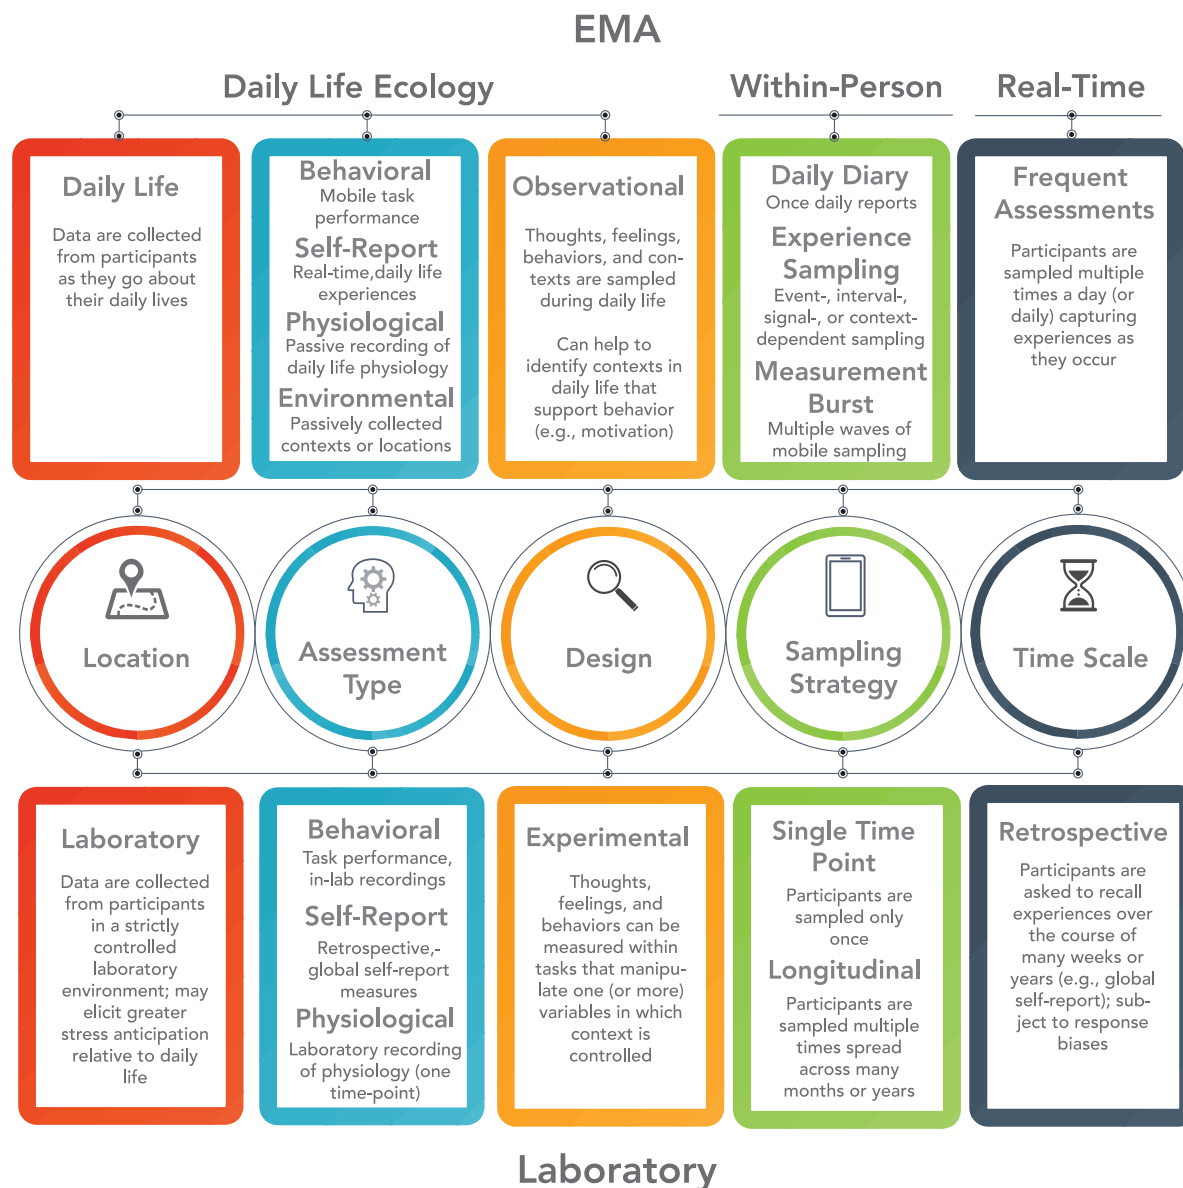 EMA
Daily Life Ecology
Within-Person
Real-Time
Daily Life
Data are collected
from participants
as they go about
their daily lives
Behavioral
Mobile task
performance
Self-Report
Real-time,daily life
experiences
Physiological
Passive recording of
daily life physiology
Environmental
Passively collected
contexts or locations
Observational
Thoughts, feelings,
behaviors, and con-
texts are sampled
during daily life
Can help to
identify contexts in
daily life that
support behavior
(e.g., motivation)
Daily Diary
Once daily reports
Experience
Sampling
Event-, interval-,
signal-, or context-
dependent sampling
Measurement
Burst
Multiple waves of
mobile sampling
Frequent
Assessments
Participants are
sampled multiple
times a day (or
daily) capturing
experiences as
they occur
Location
Assessment
Type
Design
Sampling
Strategy
Time Scale
Laboratory
Data are collected
from participants
in a strictly
controlled
laboratory
environment; may
elicit greater
stress anticipation
relative to daily
life
Behavioral
Task performance,
in-lab recordings
Self-Report
Retrospective,-
global self-report
measures
Physiological
Laboratory recording
of physiology (one
time-point)
Experimental
Thoughts,
feelings, and
behaviors can be
measured within
tasks that manipu-
late one (or more)
variables in which
context is
controlled
Single Time
Point
Participants are
sampled only
once
Longitudinal
Participants are
sampled multiple
times spread
across many
months or years
Retrospective
Participants are
asked to recall
experiences over
the course of
many weeks or
years (e.g., global
self-report); sub-
ject to response
biases
Laboratory